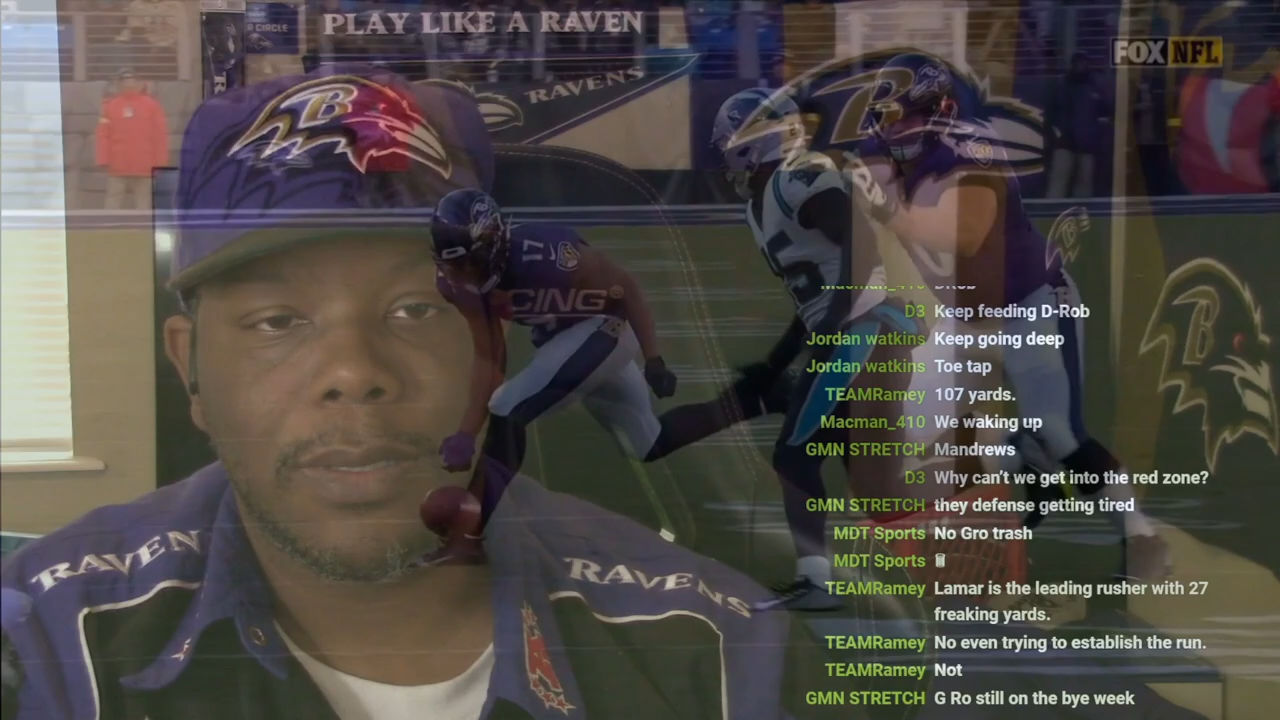 PLAY LIKE A RAVEN
R CIRCLE
FOX NFL
RAVENS
B
B
17
CING
D3 Keep feeding D-Rob
Jordan watkins Keep going deep
Jordan watkins Toe tap
TEAMRamey 107 yards.
Macman_410 We waking up
GMN STRETCH Mandrews
D3 Why can't we get into the red zone?
GMN STRETCH they defense getting tired
MDT Sports No Gro trash
MDT Sports 🗑
TEAMRamey Lamar is the leading rusher with 27
freaking yards.
TEAMRamey No even trying to establish the run.
TEAMRamey Not
GMN STRETCH G Ro still on the bye week
RAVENS
RAVENS
B